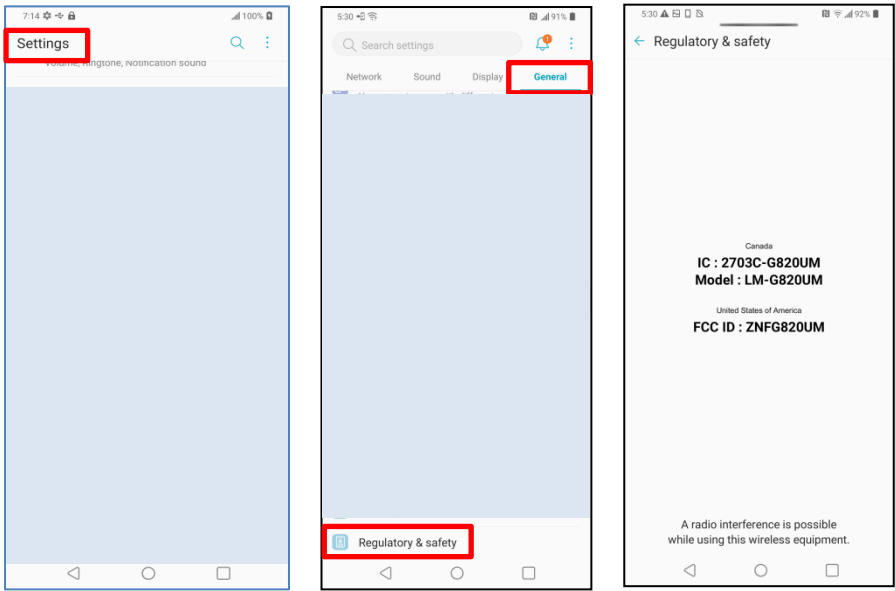 7:14
100%
Settings
Volume, Ringtone, Notification sound
5:30
91%
Search settings
1
Network Sound Display General
Regulatory & safety
5:30
92%
Regulatory & safety
Canada
IC : 2703C-G820UM
Model : LM-G820UM
United States of America
FCC ID : ZNFG820UM
A radio interference is possible
while using this wireless equipment.